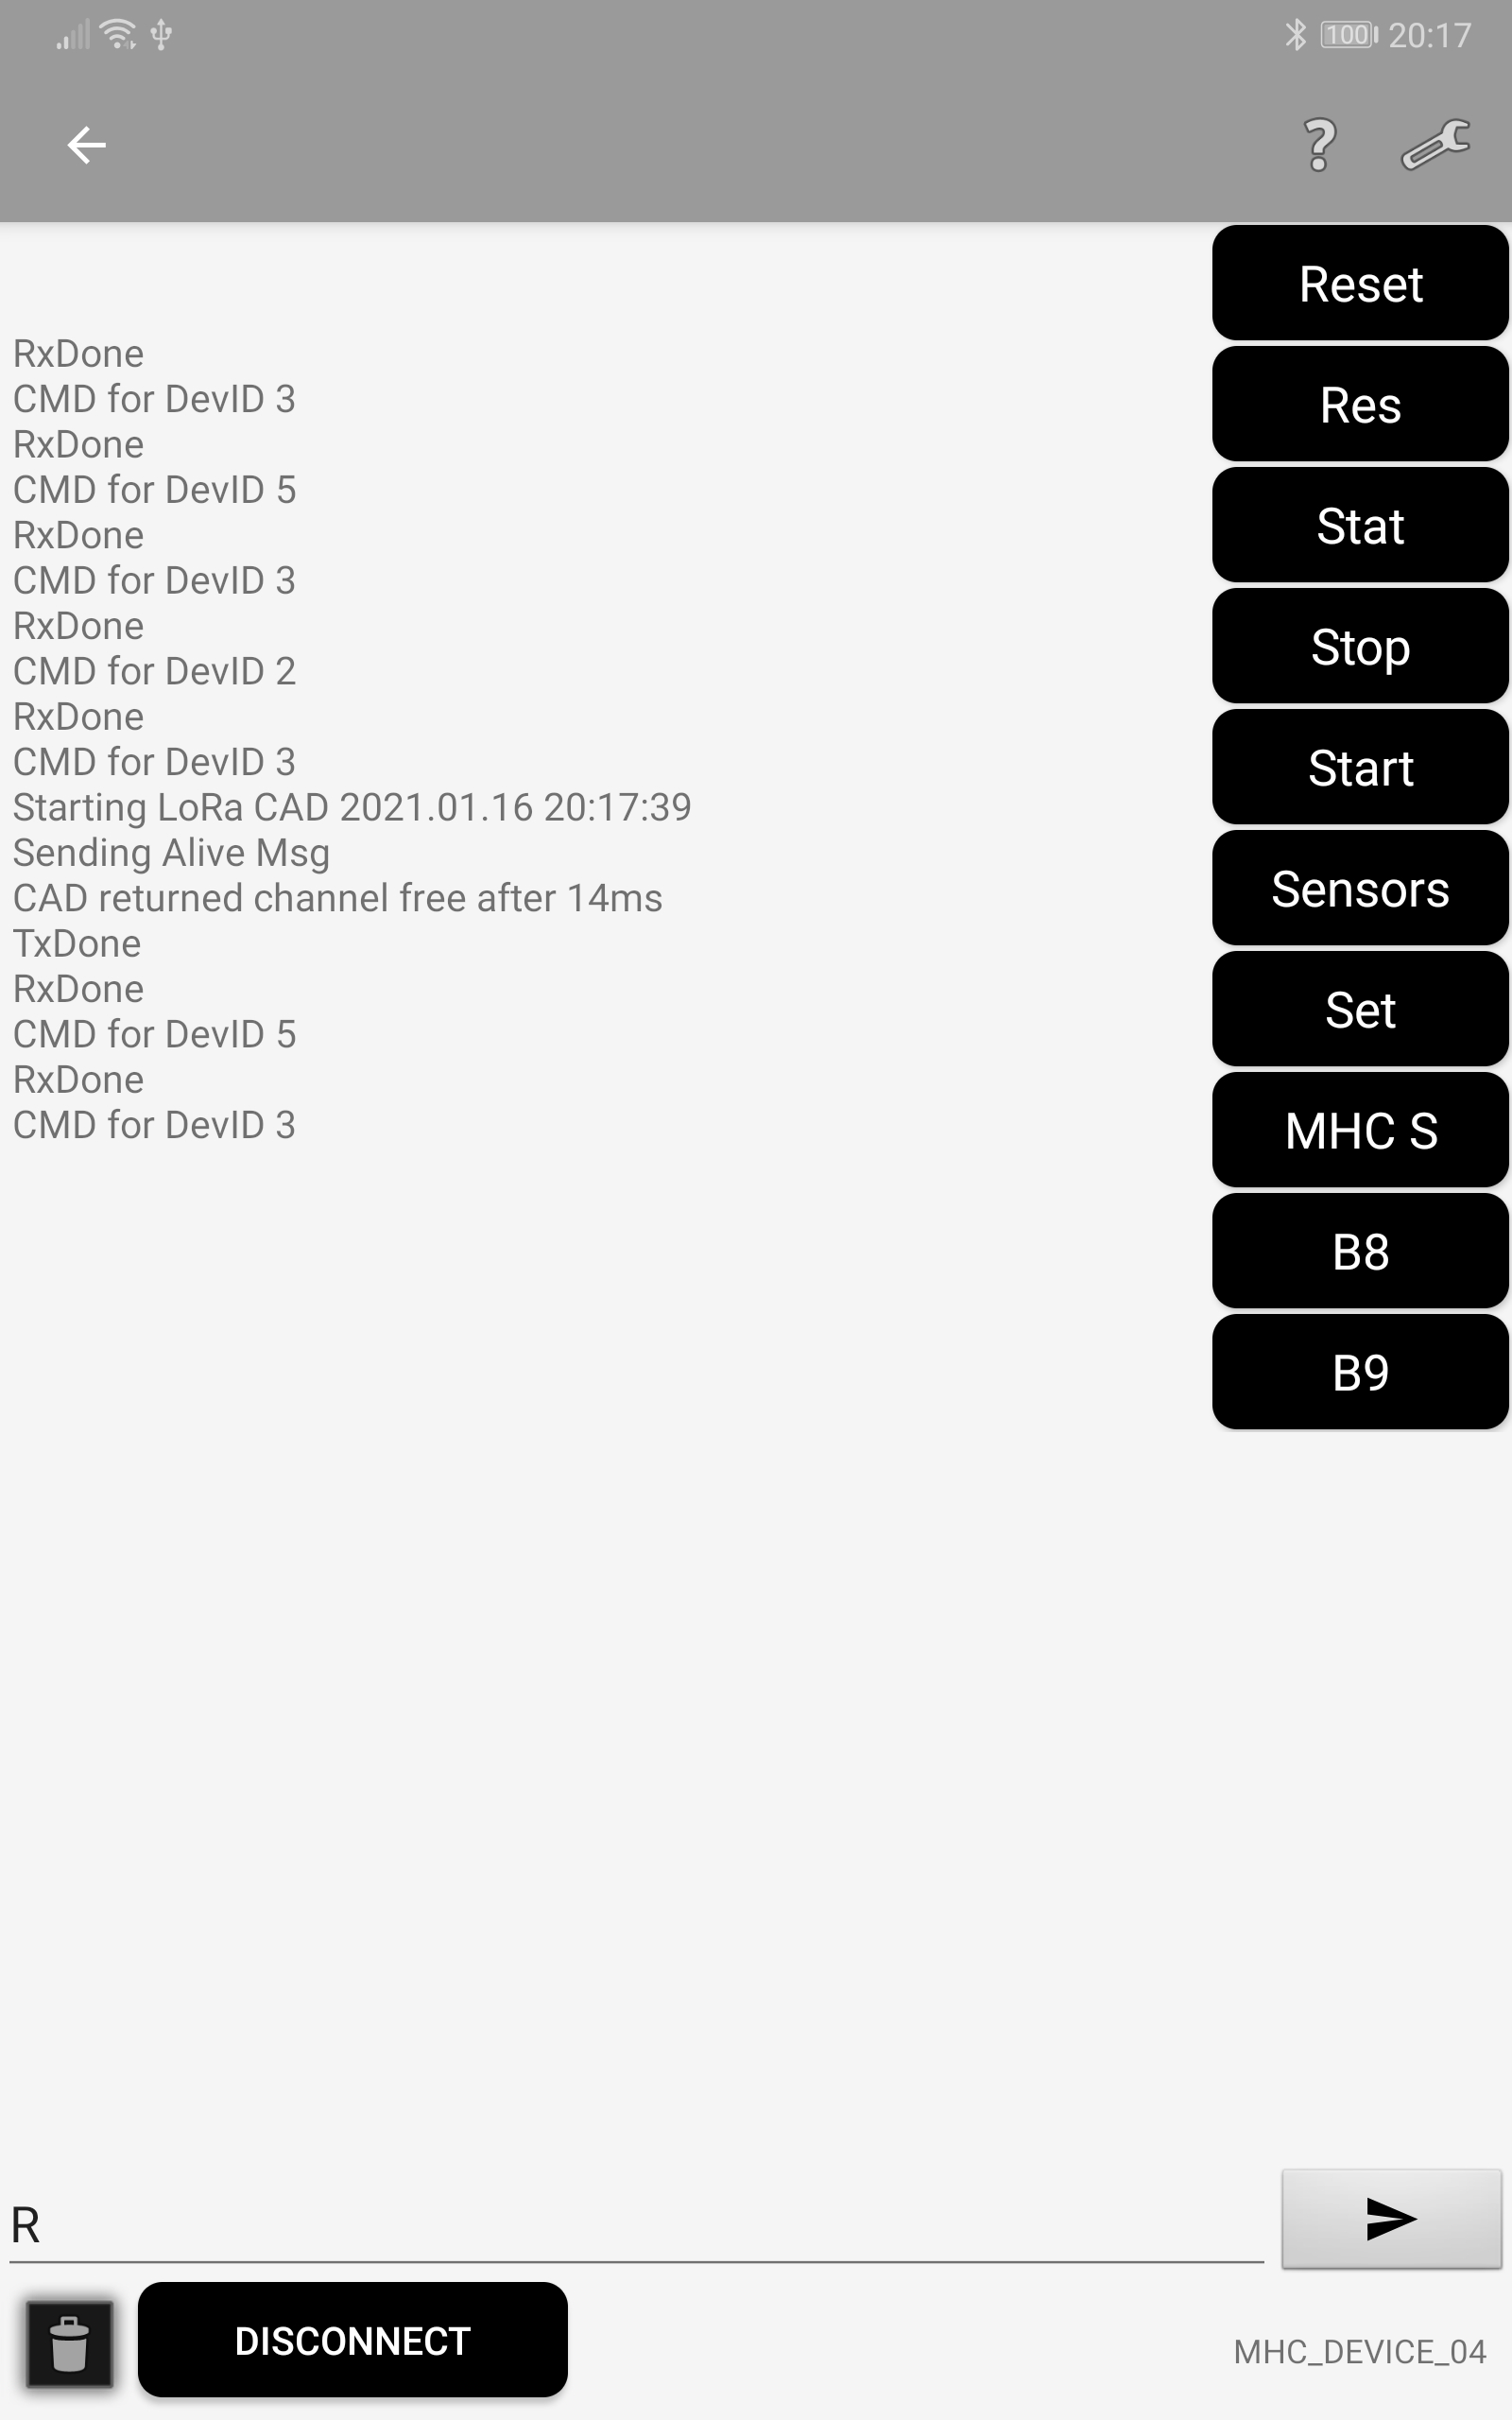 100 20:17
?
Reset
RxDone
CMD for DevID 3
Res
RxDone
CMD for DevID 5
Stat
RxDone
CMD for DevID 3
RxDone
Stop
CMD for DevID 2
RxDone
CMD for DevID 3
Start
Starting LoRa CAD 2021.01.16 20:17:39
Sending Alive Msg
Sensors
CAD returned channel free after 14ms
TxDone
RxDone
Set
CMD for DevID 5
RxDone
CMD for DevID 3
MHC S
B8
B9
R
DISCONNECT
MHC_DEVICE_04